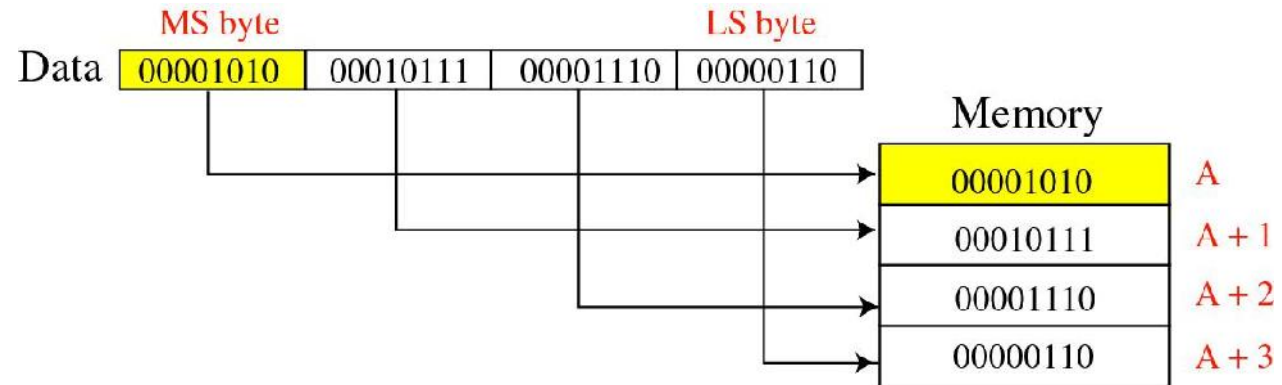 MS byte LS byte
Data 00001010 00010111 00001110 00000110
Memory
00001010 A
00010111 A + 1
00001110 A + 2
00000110 A + 3